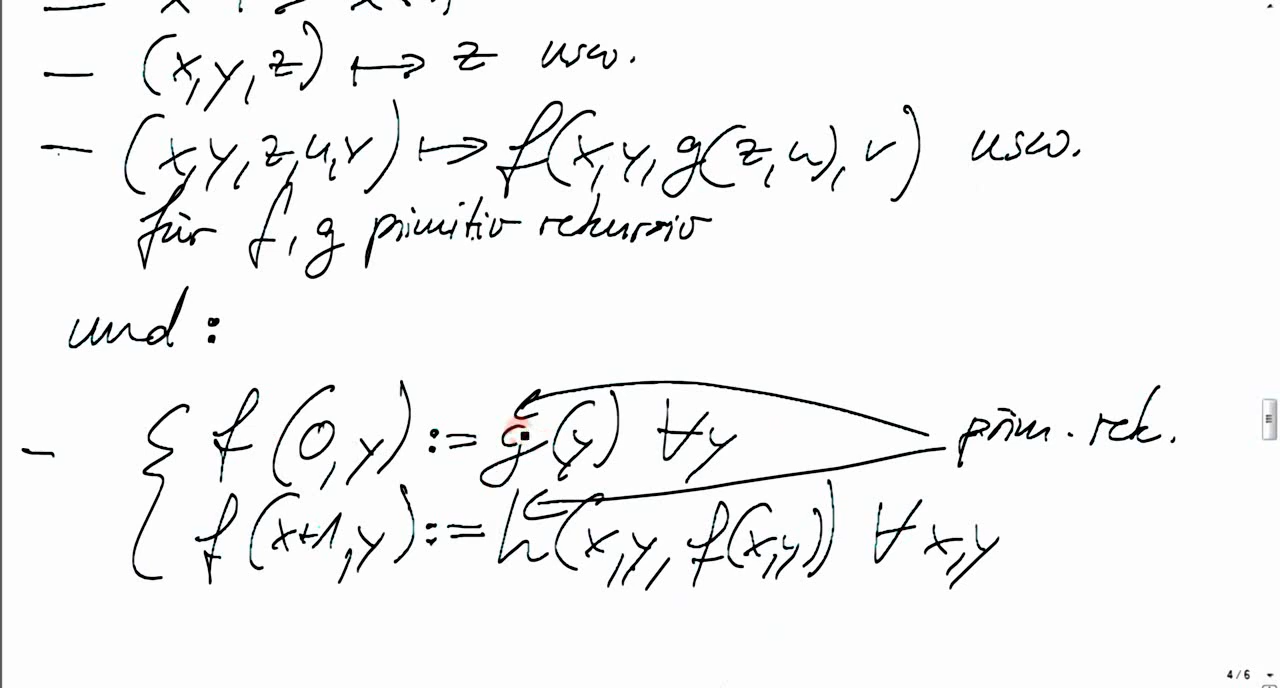 — (x,y,z) ↦ z usw.
— (x,y,z,u,v) ↦ f(x,y,g(z,u),v) usw.
für f, g primitiv rekursiv
und:
- { f(0,y) := g(y) ∀y prim. rek.
f(x+1,y) := h(x,y,f(x,y)) ∀x,y
4/6